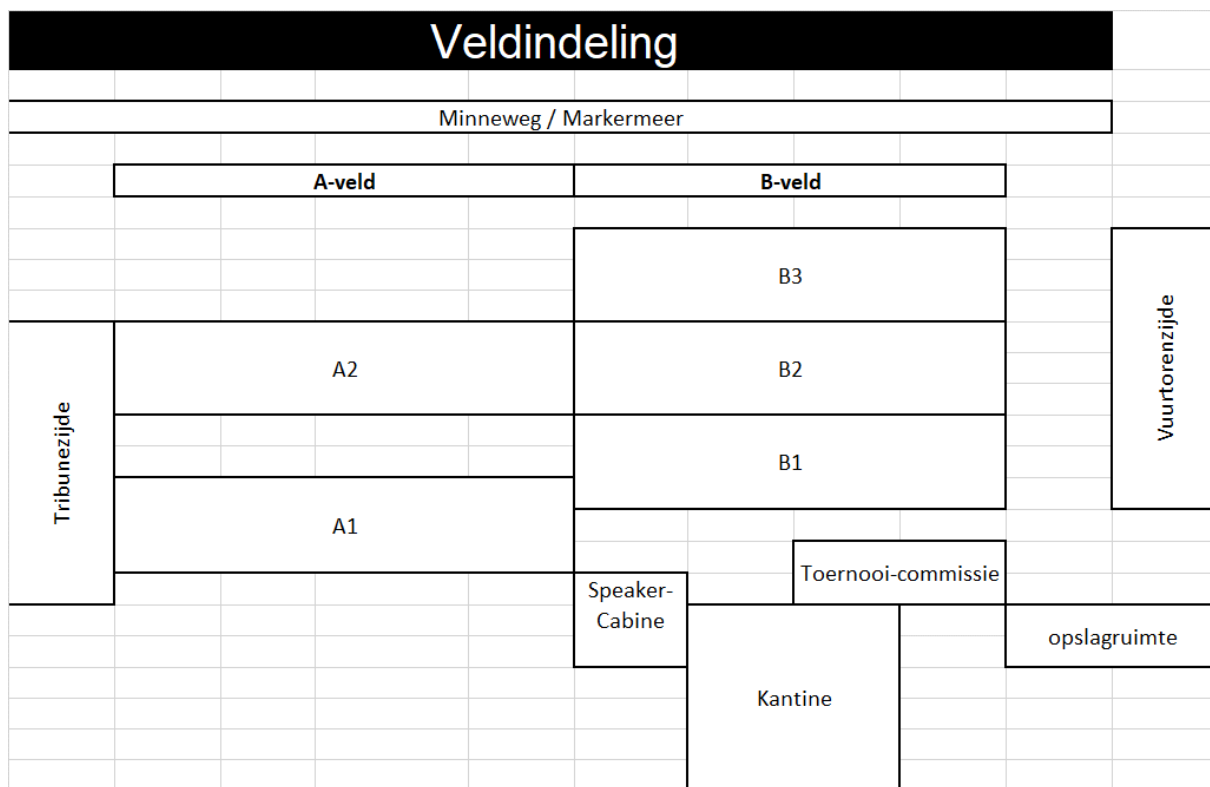 Veldindeling
Minneweg / Markermeer
A-veld
B-veld
B3
A2
B2
Tribunezijde
Vuurtorenzijde
B1
A1
Toernooi-commissie
Speaker-
Cabine
opslagruimte
Kantine